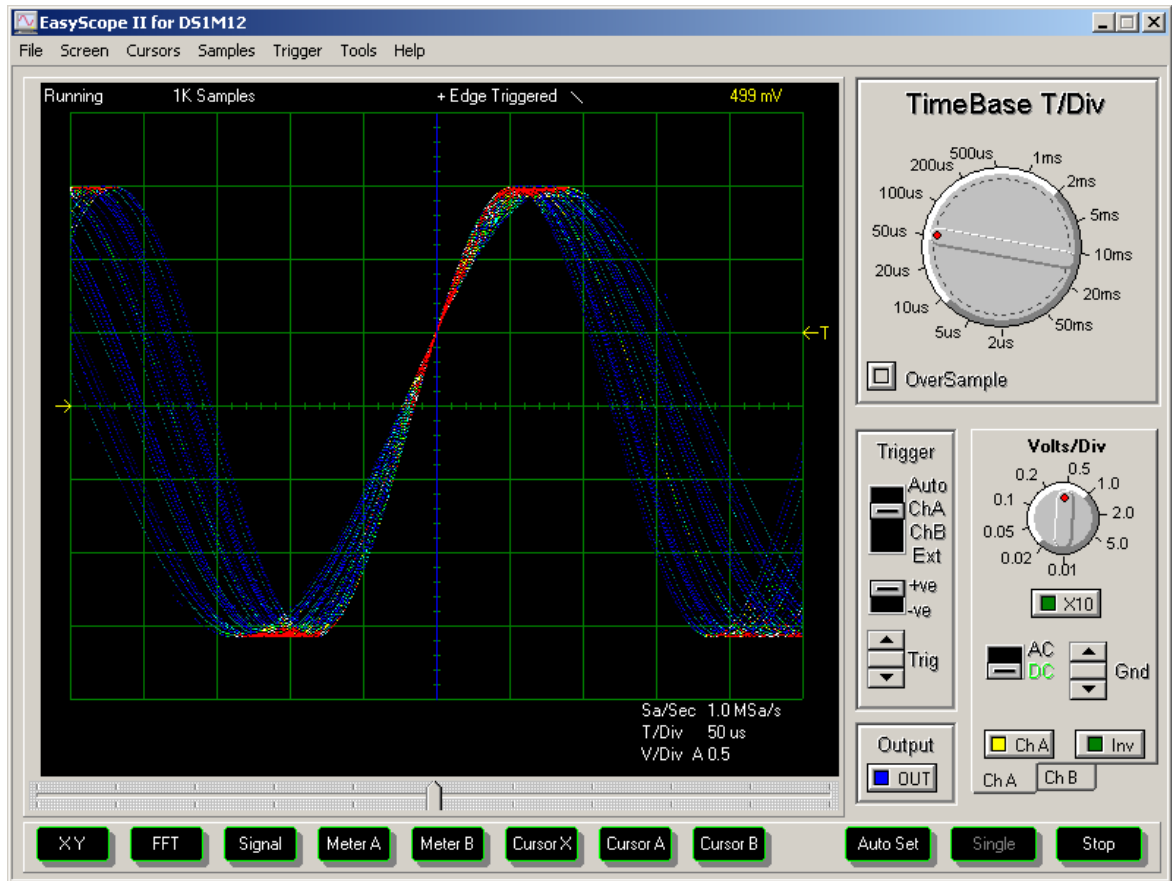 EasyScope II for DS1M12
File Screen Cursors Samples Trigger Tools Help
Running 1K Samples + Edge Triggered 499 mV
T
Sa/Sec 1.0 MSa/s
T/Div 50 us
V/Div A 0.5
TimeBase T/Div
500us 1ms
200us 2ms
100us 5ms
50us 10ms
20us 20ms
10us 50ms
5us 2us
OverSample
Trigger
Auto
ChA
ChB
Ext
+ve
-ve
Trig
Volts/Div
0.2 0.5
0.1 1.0
0.05 2.0
0.02 5.0
0.01
X10
AC
DC
Gnd
Ch A Inv
Ch A Ch B
Output
OUT
X Y FFT Signal Meter A Meter B Cursor X Cursor A Cursor B Auto Set Single Stop